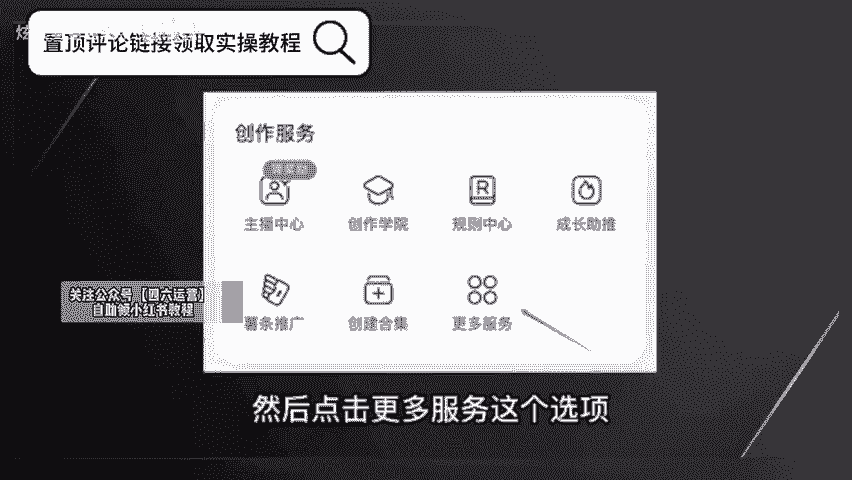 炫
置顶评论链接领取实操教程
创作服务
主播中心
创作学院
规则中心
成长助推
关注公众号【四六运营】
自助领小红书教程
薯条推广
创建合集
更多服务
然后点击更多服务这个选项